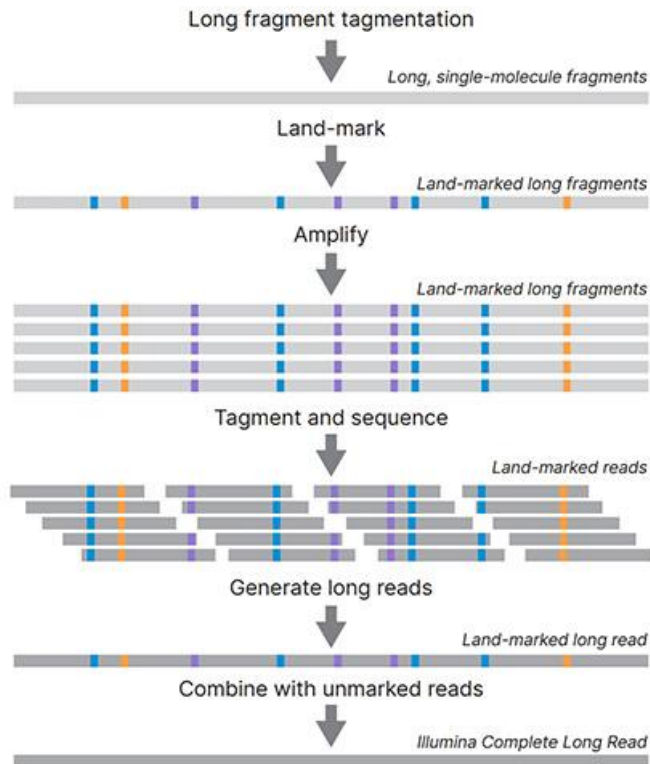 Long fragment tagmentation
Long, single-molecule fragments
Land-mark
Land-marked long fragments
Amplify
Land-marked long fragments
Tagment and sequence
Land-marked reads
Generate long reads
Land-marked long read
Combine with unmarked reads
Illumina Complete Long Read